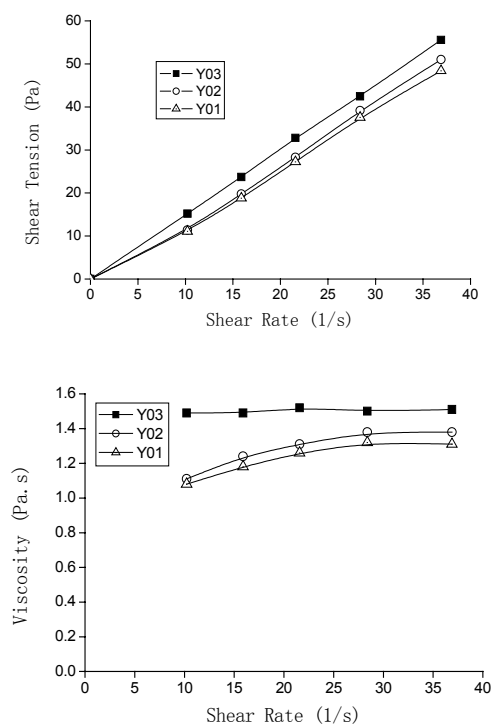 60
50
40
30
20
10
0
Shear Tension (Pa)
Y03
Y02
Y01
0 5 10 15 20 25 30 35 40
Shear Rate (1/s)
1.6
1.4
1.2
1.0
0.8
0.6
0.4
0.2
0.0
Viscosity (Pa.s)
Y03
Y02
Y01
0 5 10 15 20 25 30 35 40
Shear Rate (1/s)